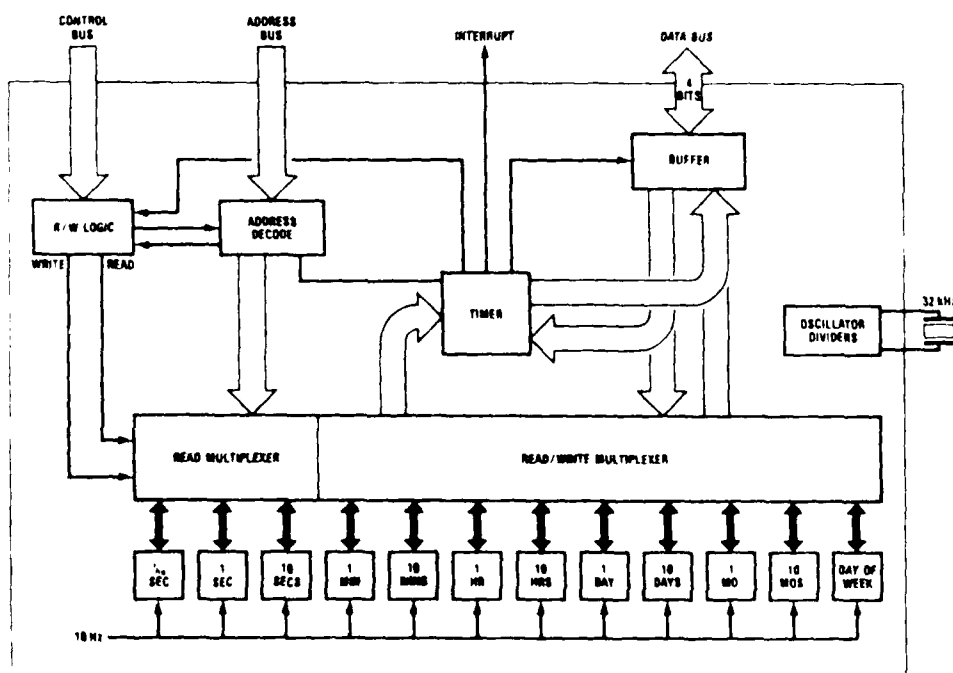 CONTROL
BUS
ADDRESS
BUS
INTERRUPT
DATA BUS
4
BITS
BUFFER
R/W LOGIC
ADDRESS
DECODE
WRITE
READ
TIMER
32 kHz
OSCILLATOR
DIVIDERS
READ MULTIPLEXER
READ/WRITE MULTIPLEXER
SEC
1
SEC
10
SECS
1
MIN
10
MINS
1
HR
10
HRS
1
DAY
10
DAYS
1
MO
10
MOS
DAY OF
WEEK
10 Hz